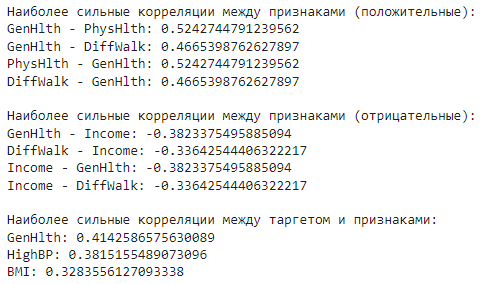 Наиболее сильные корреляции между признаками (положительные):
GenHlth - PhysHlth: 0.5242744791239562
GenHlth - DiffWalk: 0.4665398762627897
PhysHlth - GenHlth: 0.5242744791239562
DiffWalk - GenHlth: 0.4665398762627897

Наиболее сильные корреляции между признаками (отрицательные):
GenHlth - Income: -0.3823375495885094
DiffWalk - Income: -0.33642544406322217
Income - GenHlth: -0.3823375495885094
Income - DiffWalk: -0.33642544406322217

Наиболее сильные корреляции между таргетом и признаками:
GenHlth: 0.4142586575630089
HighBP: 0.3815155489073096
BMI: 0.3283556127093338